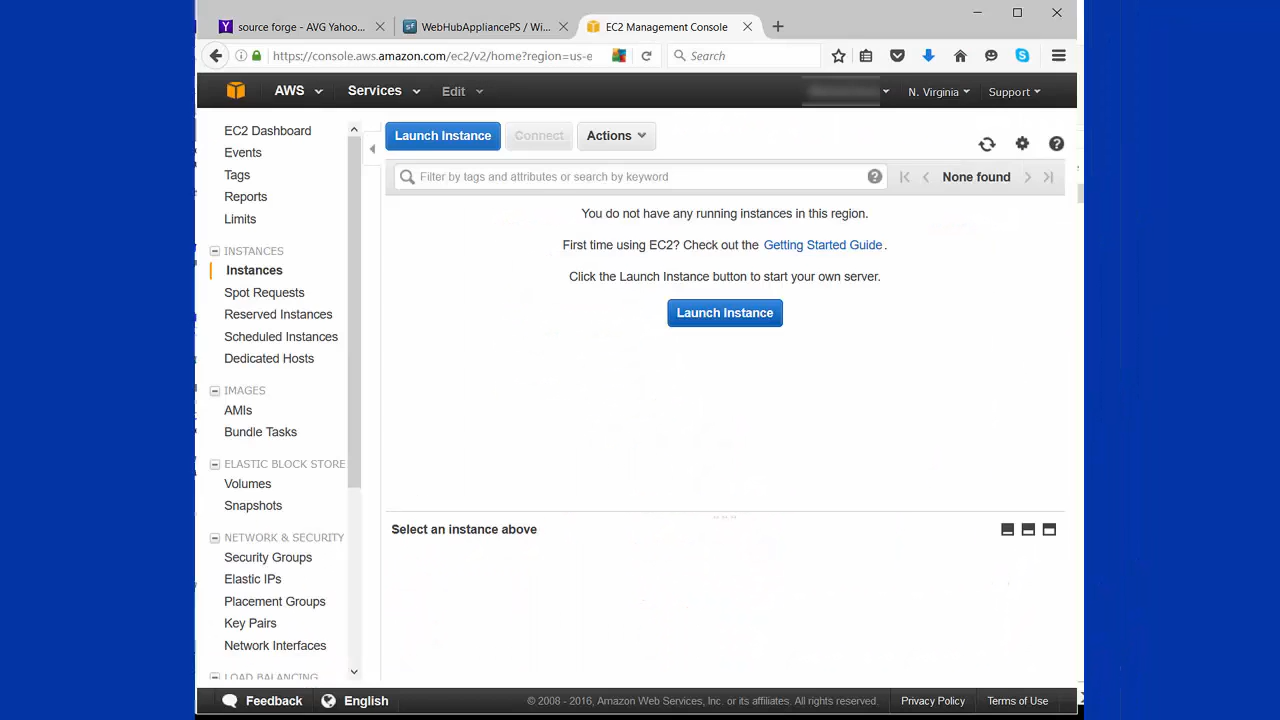 source forge - AVG Yahoo...
WebHubAppliancePS / Wi...
EC2 Management Console
https://console.aws.amazon.com/ec2/v2/home?region=us-e
Search
AWS
Services
Edit
N. Virginia
Support
EC2 Dashboard
Events
Tags
Reports
Limits
INSTANCES
Instances
Spot Requests
Reserved Instances
Scheduled Instances
Dedicated Hosts
IMAGES
AMIs
Bundle Tasks
ELASTIC BLOCK STORE
Volumes
Snapshots
NETWORK & SECURITY
Security Groups
Elastic IPs
Placement Groups
Key Pairs
Network Interfaces
LOAD BALANCING
Launch Instance
Connect
Actions
Filter by tags and attributes or search by keyword
None found
You do not have any running instances in this region.
First time using EC2? Check out the Getting Started Guide.
Click the Launch Instance button to start your own server.
Launch Instance
Select an instance above
Feedback
English
© 2008 - 2016, Amazon Web Services, Inc. or its affiliates. All rights reserved.
Privacy Policy
Terms of Use